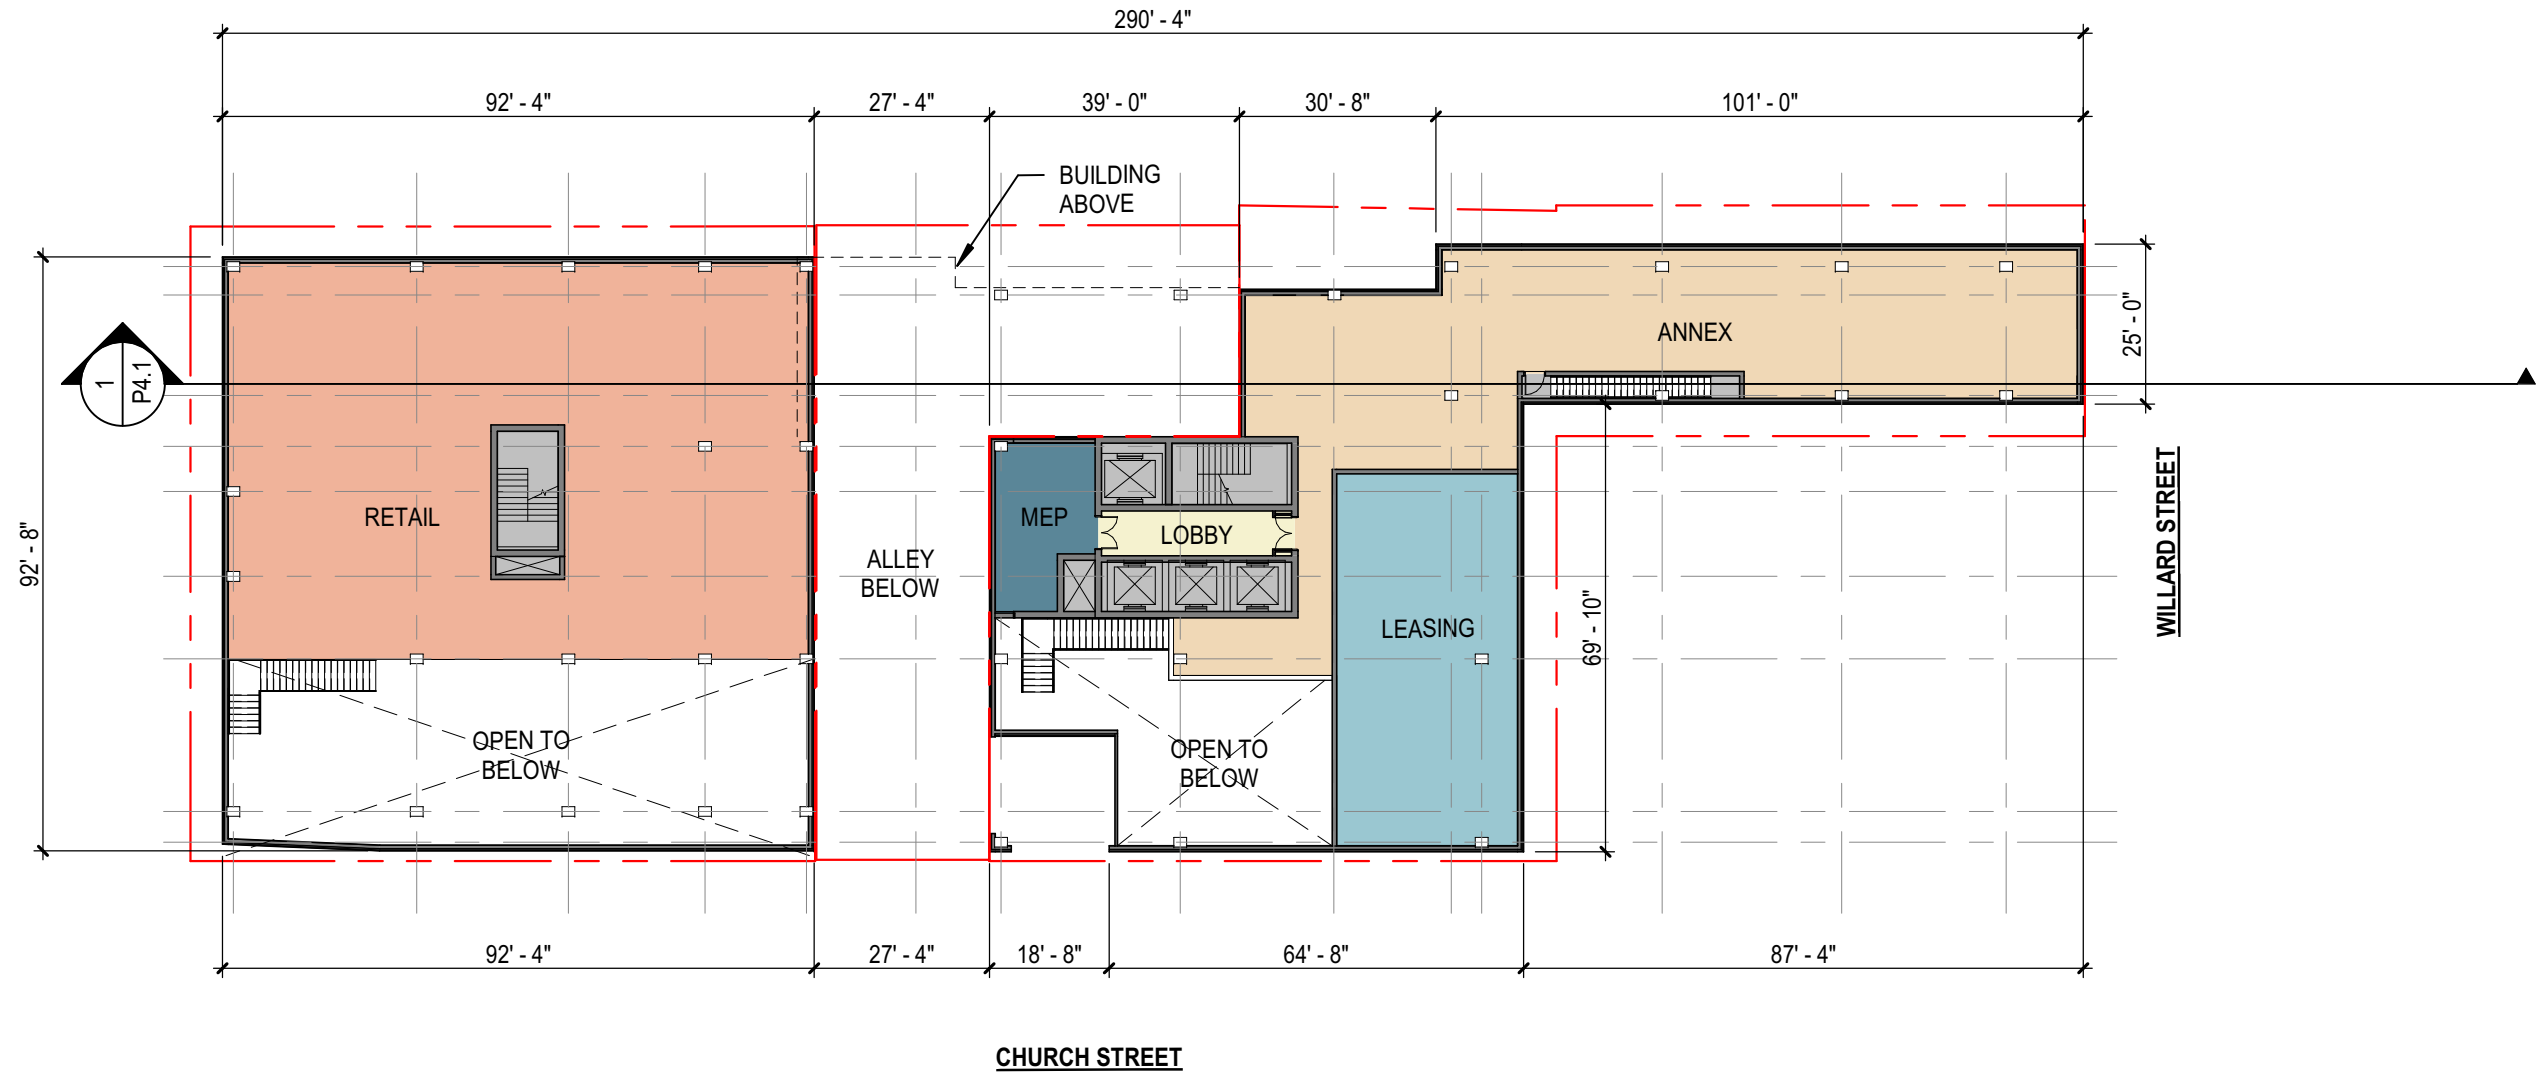 290' - 4"
92' - 4"
27' - 4"
39' - 0"
30' - 8"
101' - 0"
BUILDING
ABOVE
ANNEX
25' - 0"
1
P4.1
92' - 8"
RETAIL
MEP
LOBBY
ALLEY
BELOW
LEASING
69' - 10"
WILLARD STREET
OPEN TO
BELOW
OPEN TO
BELOW
92' - 4"
27' - 4"
18' - 8"
64' - 8"
87' - 4"
CHURCH STREET